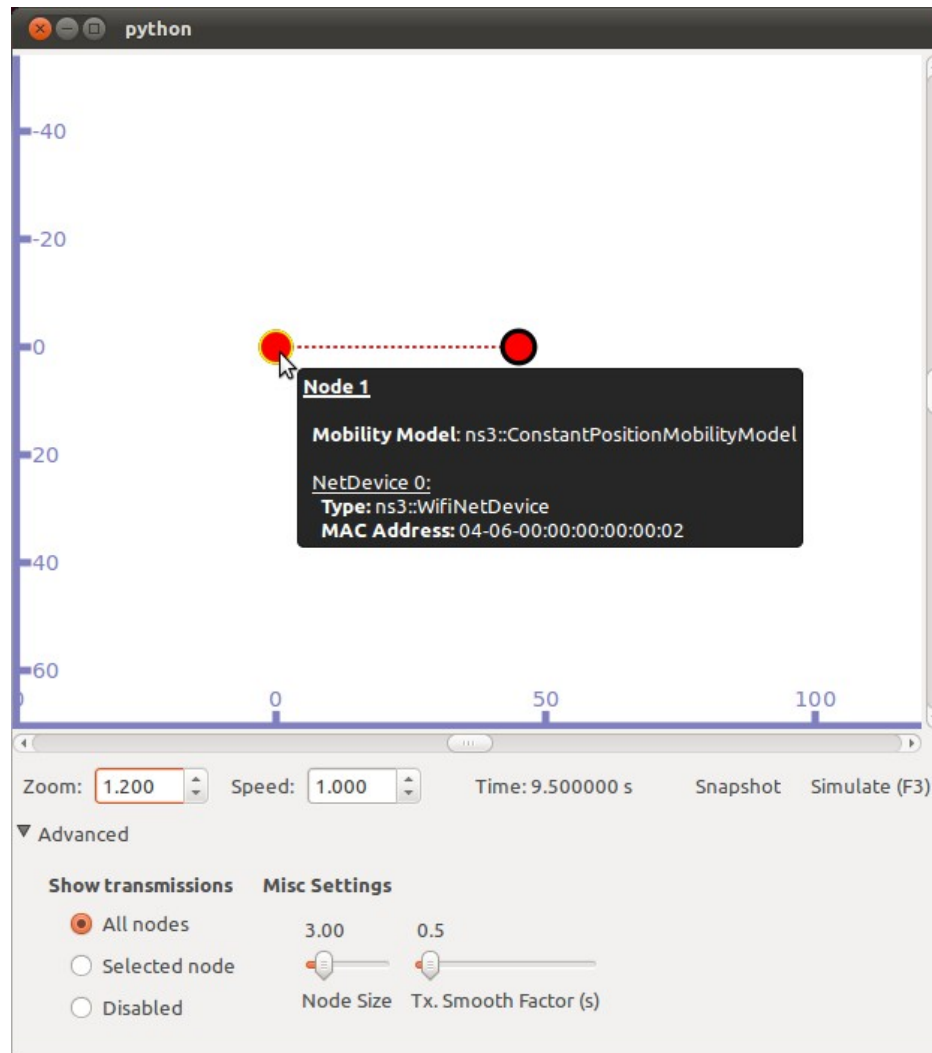 python
-40
-20
0
Node 1
Mobility Model: ns3::ConstantPositionMobilityModel
20
NetDevice 0:
Type: ns3::WifiNetDevice
MAC Address: 04-06-00:00:00:00:00:02
40
60
0 50 100
Zoom: 1.200 Speed: 1.000 Time: 9.500000 s Snapshot Simulate (F3)
Advanced
Show transmissions Misc Settings
All nodes 3.00 0.5
Selected node
Disabled Node Size Tx. Smooth Factor (s)